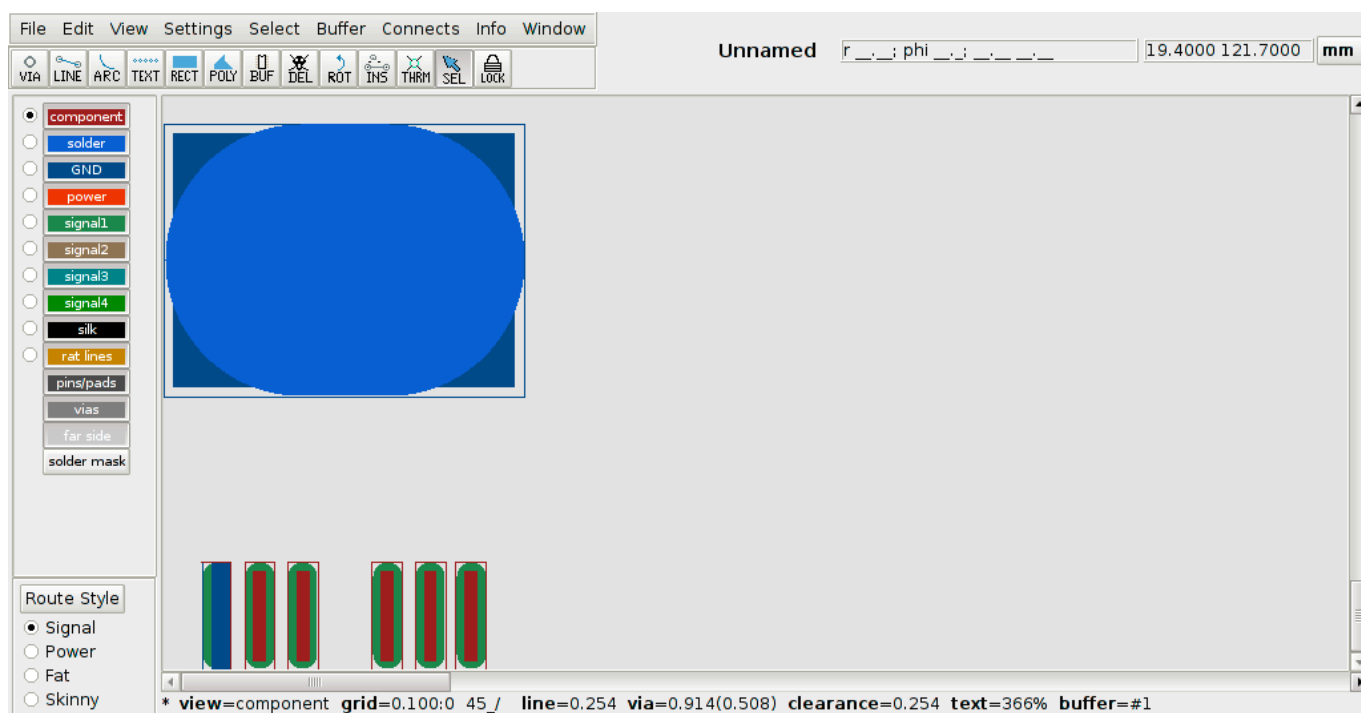 File Edit View Settings Select Buffer Connects Info Window
Unnamed r __.__; phi __._; __.__ __.__ 19.4000 121.7000 mm
VIA LINE ARC TEXT RECT POLY BUF DEL ROT INS THRM SEL LOCK
component
solder
GND
power
signal1
signal2
signal3
signal4
silk
rat lines
pins/pads
vias
far side
solder mask
Route Style
Signal
Power
Fat
Skinny
* view=component grid=0.100:0 45_/ line=0.254 via=0.914(0.508) clearance=0.254 text=366% buffer=#1